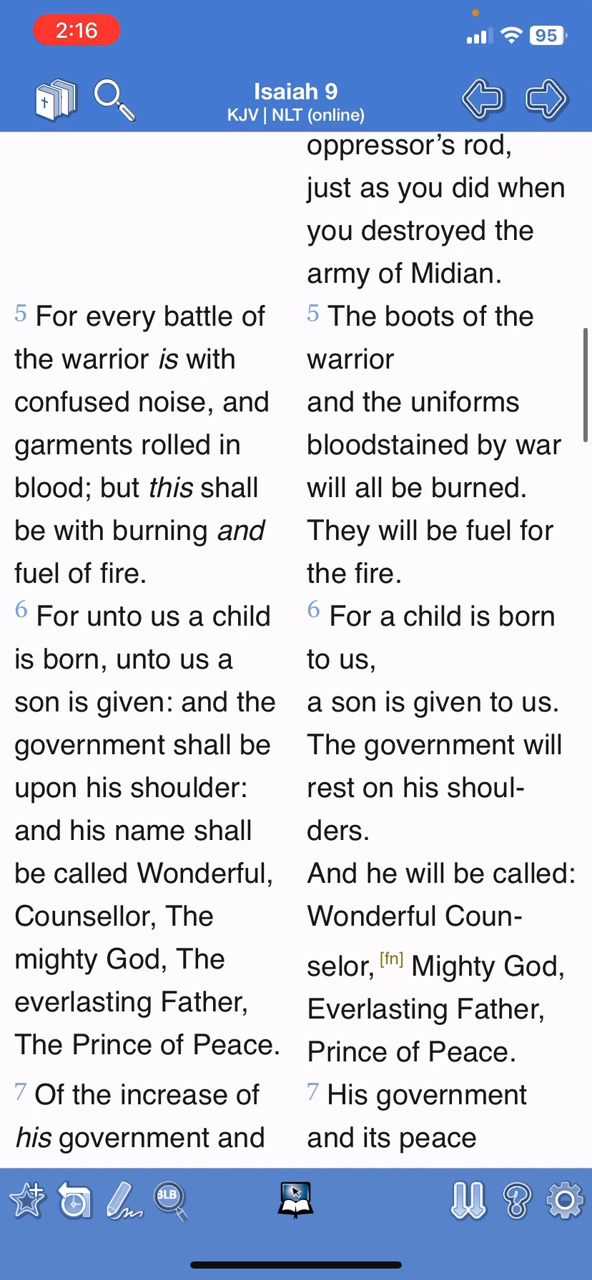 2:16
95
Isaiah 9
KJV | NLT (online)
oppressor’s rod,
just as you did when
you destroyed the
army of Midian.
5 For every battle of
the warrior is with
confused noise, and
garments rolled in
blood; but this shall
be with burning and
fuel of fire.
6 For unto us a child
is born, unto us a
son is given: and the
government shall be
upon his shoulder:
and his name shall
be called Wonderful,
Counsellor, The
mighty God, The
everlasting Father,
The Prince of Peace.
7 Of the increase of
his government and
5 The boots of the
warrior
and the uniforms
bloodstained by war
will all be burned.
They will be fuel for
the fire.
6 For a child is born
to us,
a son is given to us.
The government will
rest on his shoul-
ders.
And he will be called:
Wonderful Coun-
selor, [fn] Mighty God,
Everlasting Father,
Prince of Peace.
7 His government
and its peace
BLB